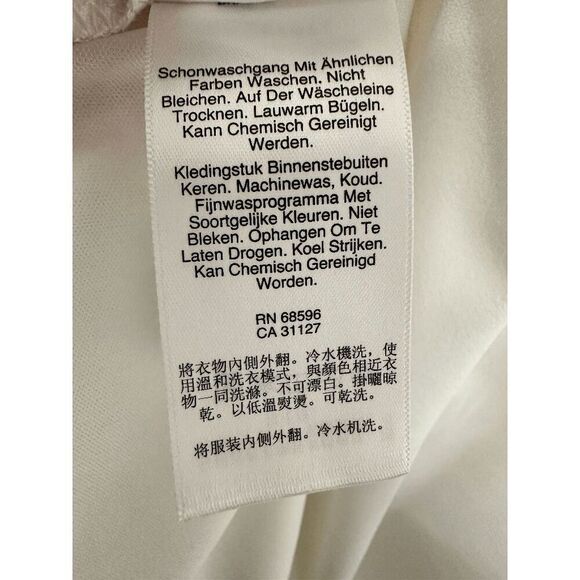 Schonwaschgang Mit Ähnlichen
Farben Waschen. Nicht
Bleichen. Auf Der Wäscheleine
Trocknen. Lauwarm Bügeln.
Kann Chemisch Gereinigt
Werden.
Kledingstuk Binnenstebuiten
Keren. Machinewas, Koud.
Fijnwasprogramma Met
Soortgelijke Kleuren. Niet
Bleken. Ophangen Om Te
Laten Drogen. Koel Strijken.
Kan Chemisch Gereinigd
Worden.
RN 68596
CA 31127
將衣物內側外翻。冷水機洗，使
用溫和洗衣模式，與顏色相近衣
物一同洗滌。不可漂白。掛曬晾
乾。以低溫熨燙。可乾洗。
将服装内侧外翻。冷水机洗。